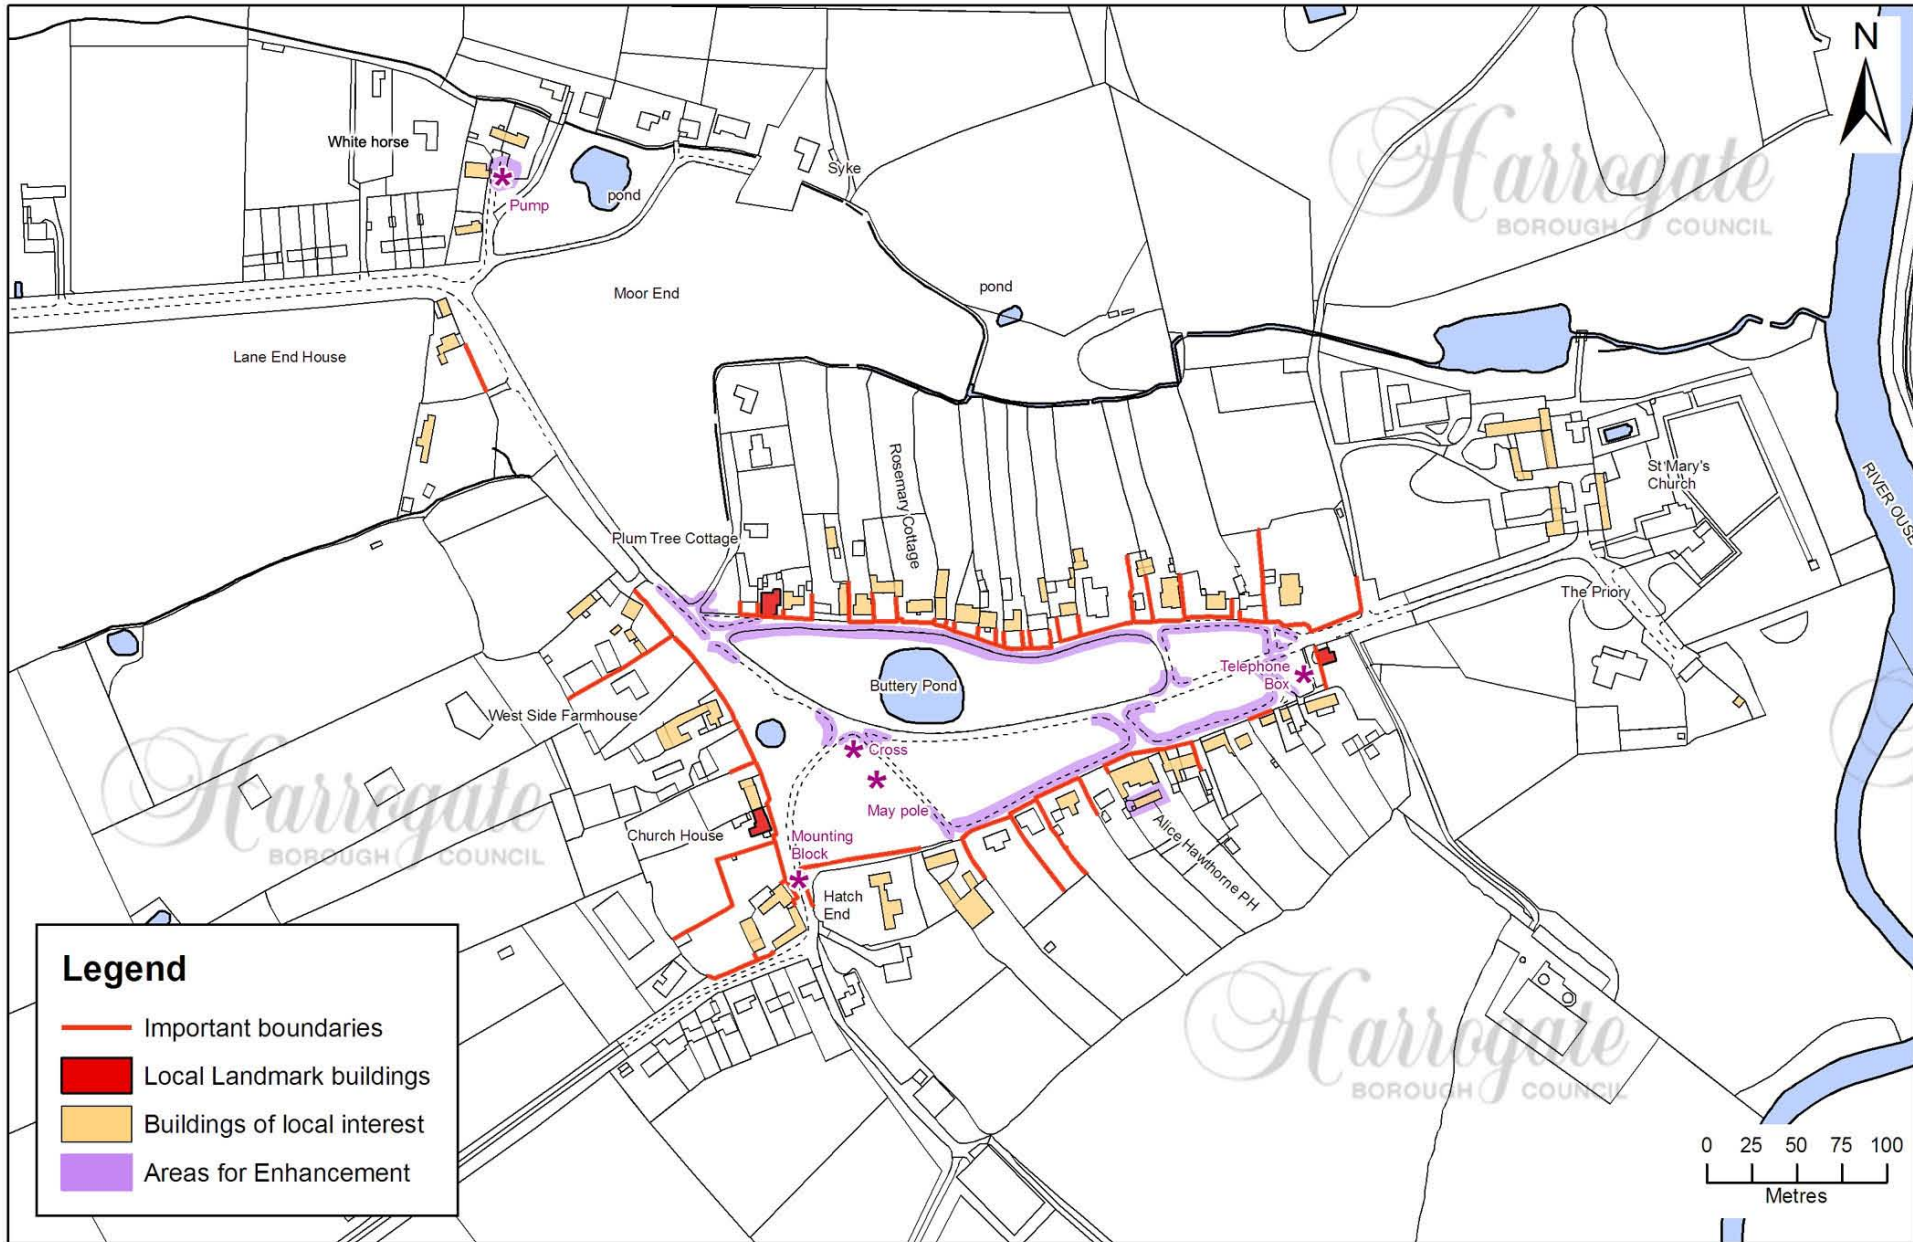 N
Harrogate
BOROUGH COUNCIL
White horse
Syke
pond
Pump
pond
Moor End
Lane End House
Rosemary Cottage
St Mary's
Church
RIVER OUSE
Plum Tree Cottage
The Priory
Telephone
Box
Buttery Pond
West Side Farmhouse
Cross
May pole
Harrogate
BOROUGH COUNCIL
Church House
Mounting
Block
Alice Hawthorne PH
Hatch
End
Harrogate
BOROUGH COUNCIL
Legend
Important boundaries
Local Landmark buildings
Buildings of local interest
Areas for Enhancement
0 25 50 75 100
Metres